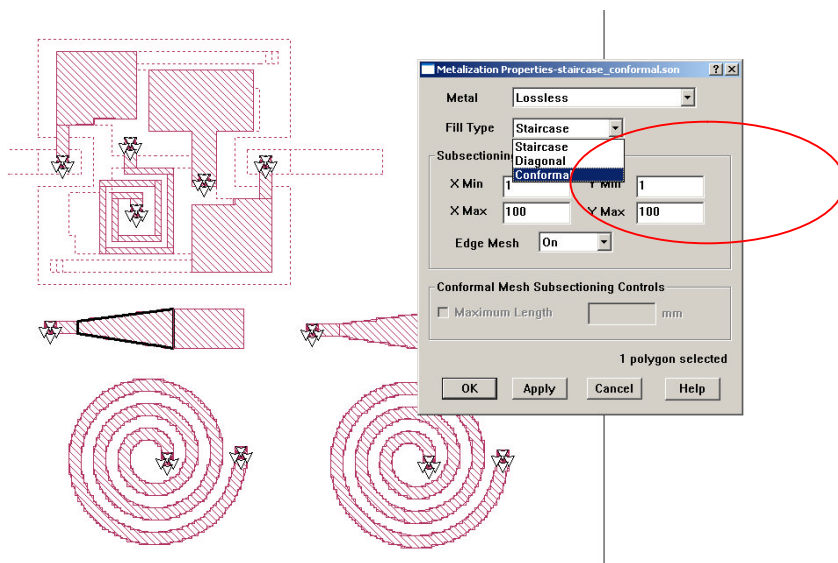 Metalization Properties-staircase_conformal.son
Metal Lossless
Fill Type Staircase
Staircase
Diagonal
Conformal
Subsectioning
X Min 1 Y Min 1
X Max 100 Y Max 100
Edge Mesh On
Conformal Mesh Subsectioning Controls
Maximum Length mm
1 polygon selected
OK Apply Cancel Help